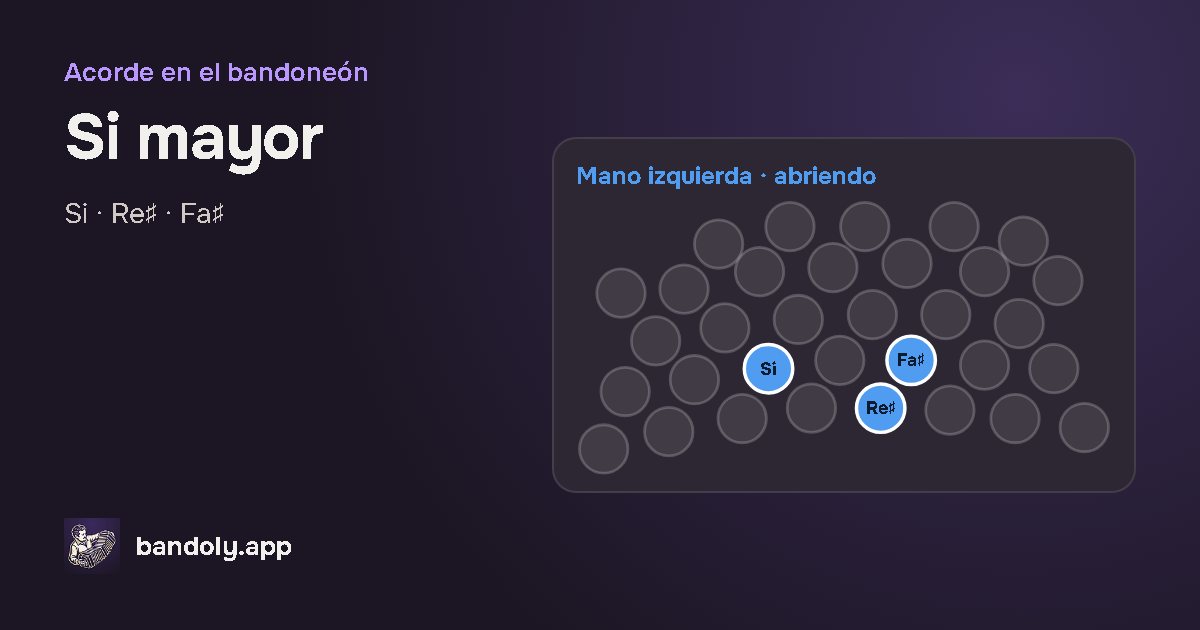 Acorde en el bandoneón
Si mayor
Si · Re♯ · Fa♯
Mano izquierda · abriendo
Si
Fa♯
Re♯
bandoly.app